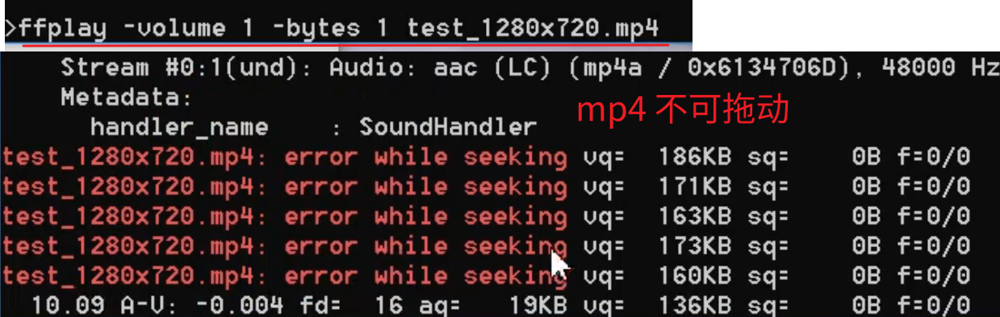 >ffplay -volume 1 -bytes 1 test_1280x720.mp4
Stream #0:1(und): Audio: aac (LC) (mp4a / 0x6134706D), 48000 Hz
Metadata:
mp4 不可拖动
handler_name : SoundHandler
test_1280x720.mp4: error while seeking vq= 186KB sq= 0B f=0/0
test_1280x720.mp4: error while seeking vq= 171KB sq= 0B f=0/0
test_1280x720.mp4: error while seeking vq= 163KB sq= 0B f=0/0
test_1280x720.mp4: error while seeking vq= 173KB sq= 0B f=0/0
test_1280x720.mp4: error while seeking vq= 160KB sq= 0B f=0/0
10.09 A-V: -0.004 fd= 16 aq= 19KB vq= 136KB sq= 0B f=0/0